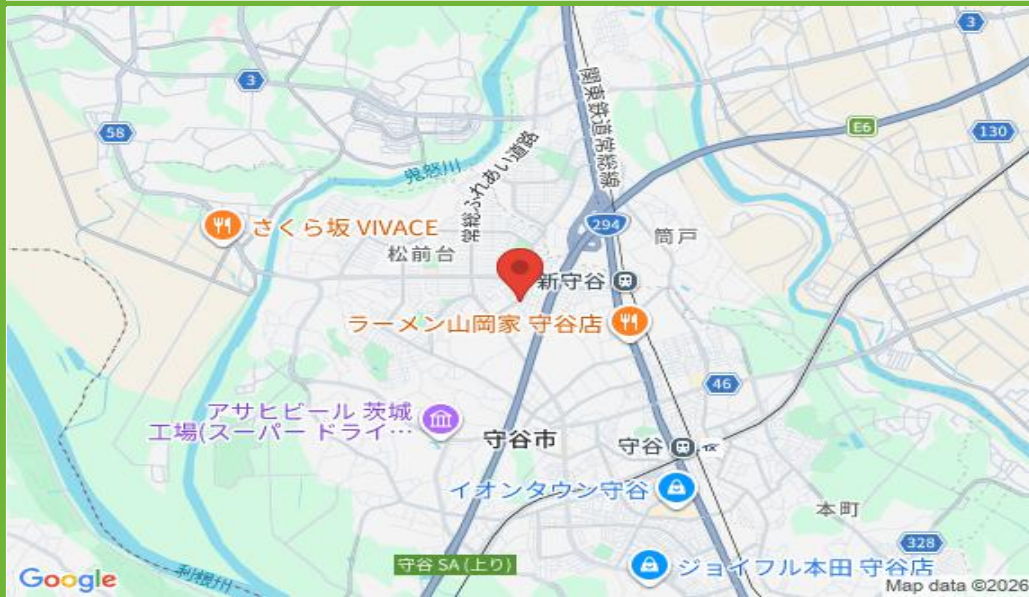 3
3
関東鉄道常総線
58
E6
130
常総ふれあい道路
鬼怒川
294
さくら坂 VIVACE
松前台
筒戸
新守谷
ラーメン山岡家 守谷店
46
アサヒビール 茨城
工場(スーパー ドライ…
守谷市
守谷
イオンタウン守谷
本町
328
守谷 SA (上り)
ジョイフル本田 守谷店
Google
利根川
Map data ©2026